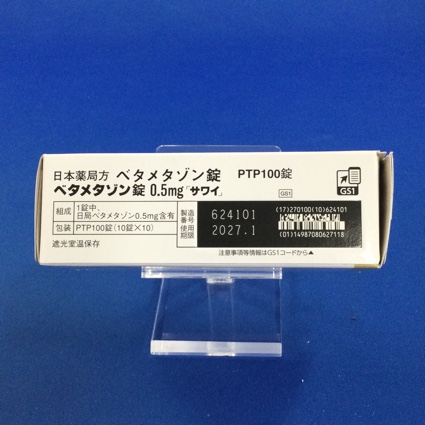 日本薬局方 ベタメタゾン錠 PTP100錠
ベタメタゾン錠 0.5mg「サワイ」
GS1
GS1
組成 1錠中、
日局ベタメタゾン0.5mg含有
包装 PTP100錠(10錠×10)
遮光室温保存
製造番号 624101
使用期限 2027.1
(17)270100(10)624101
(01)14987080627118
注意事項等情報はGS1コードから▲